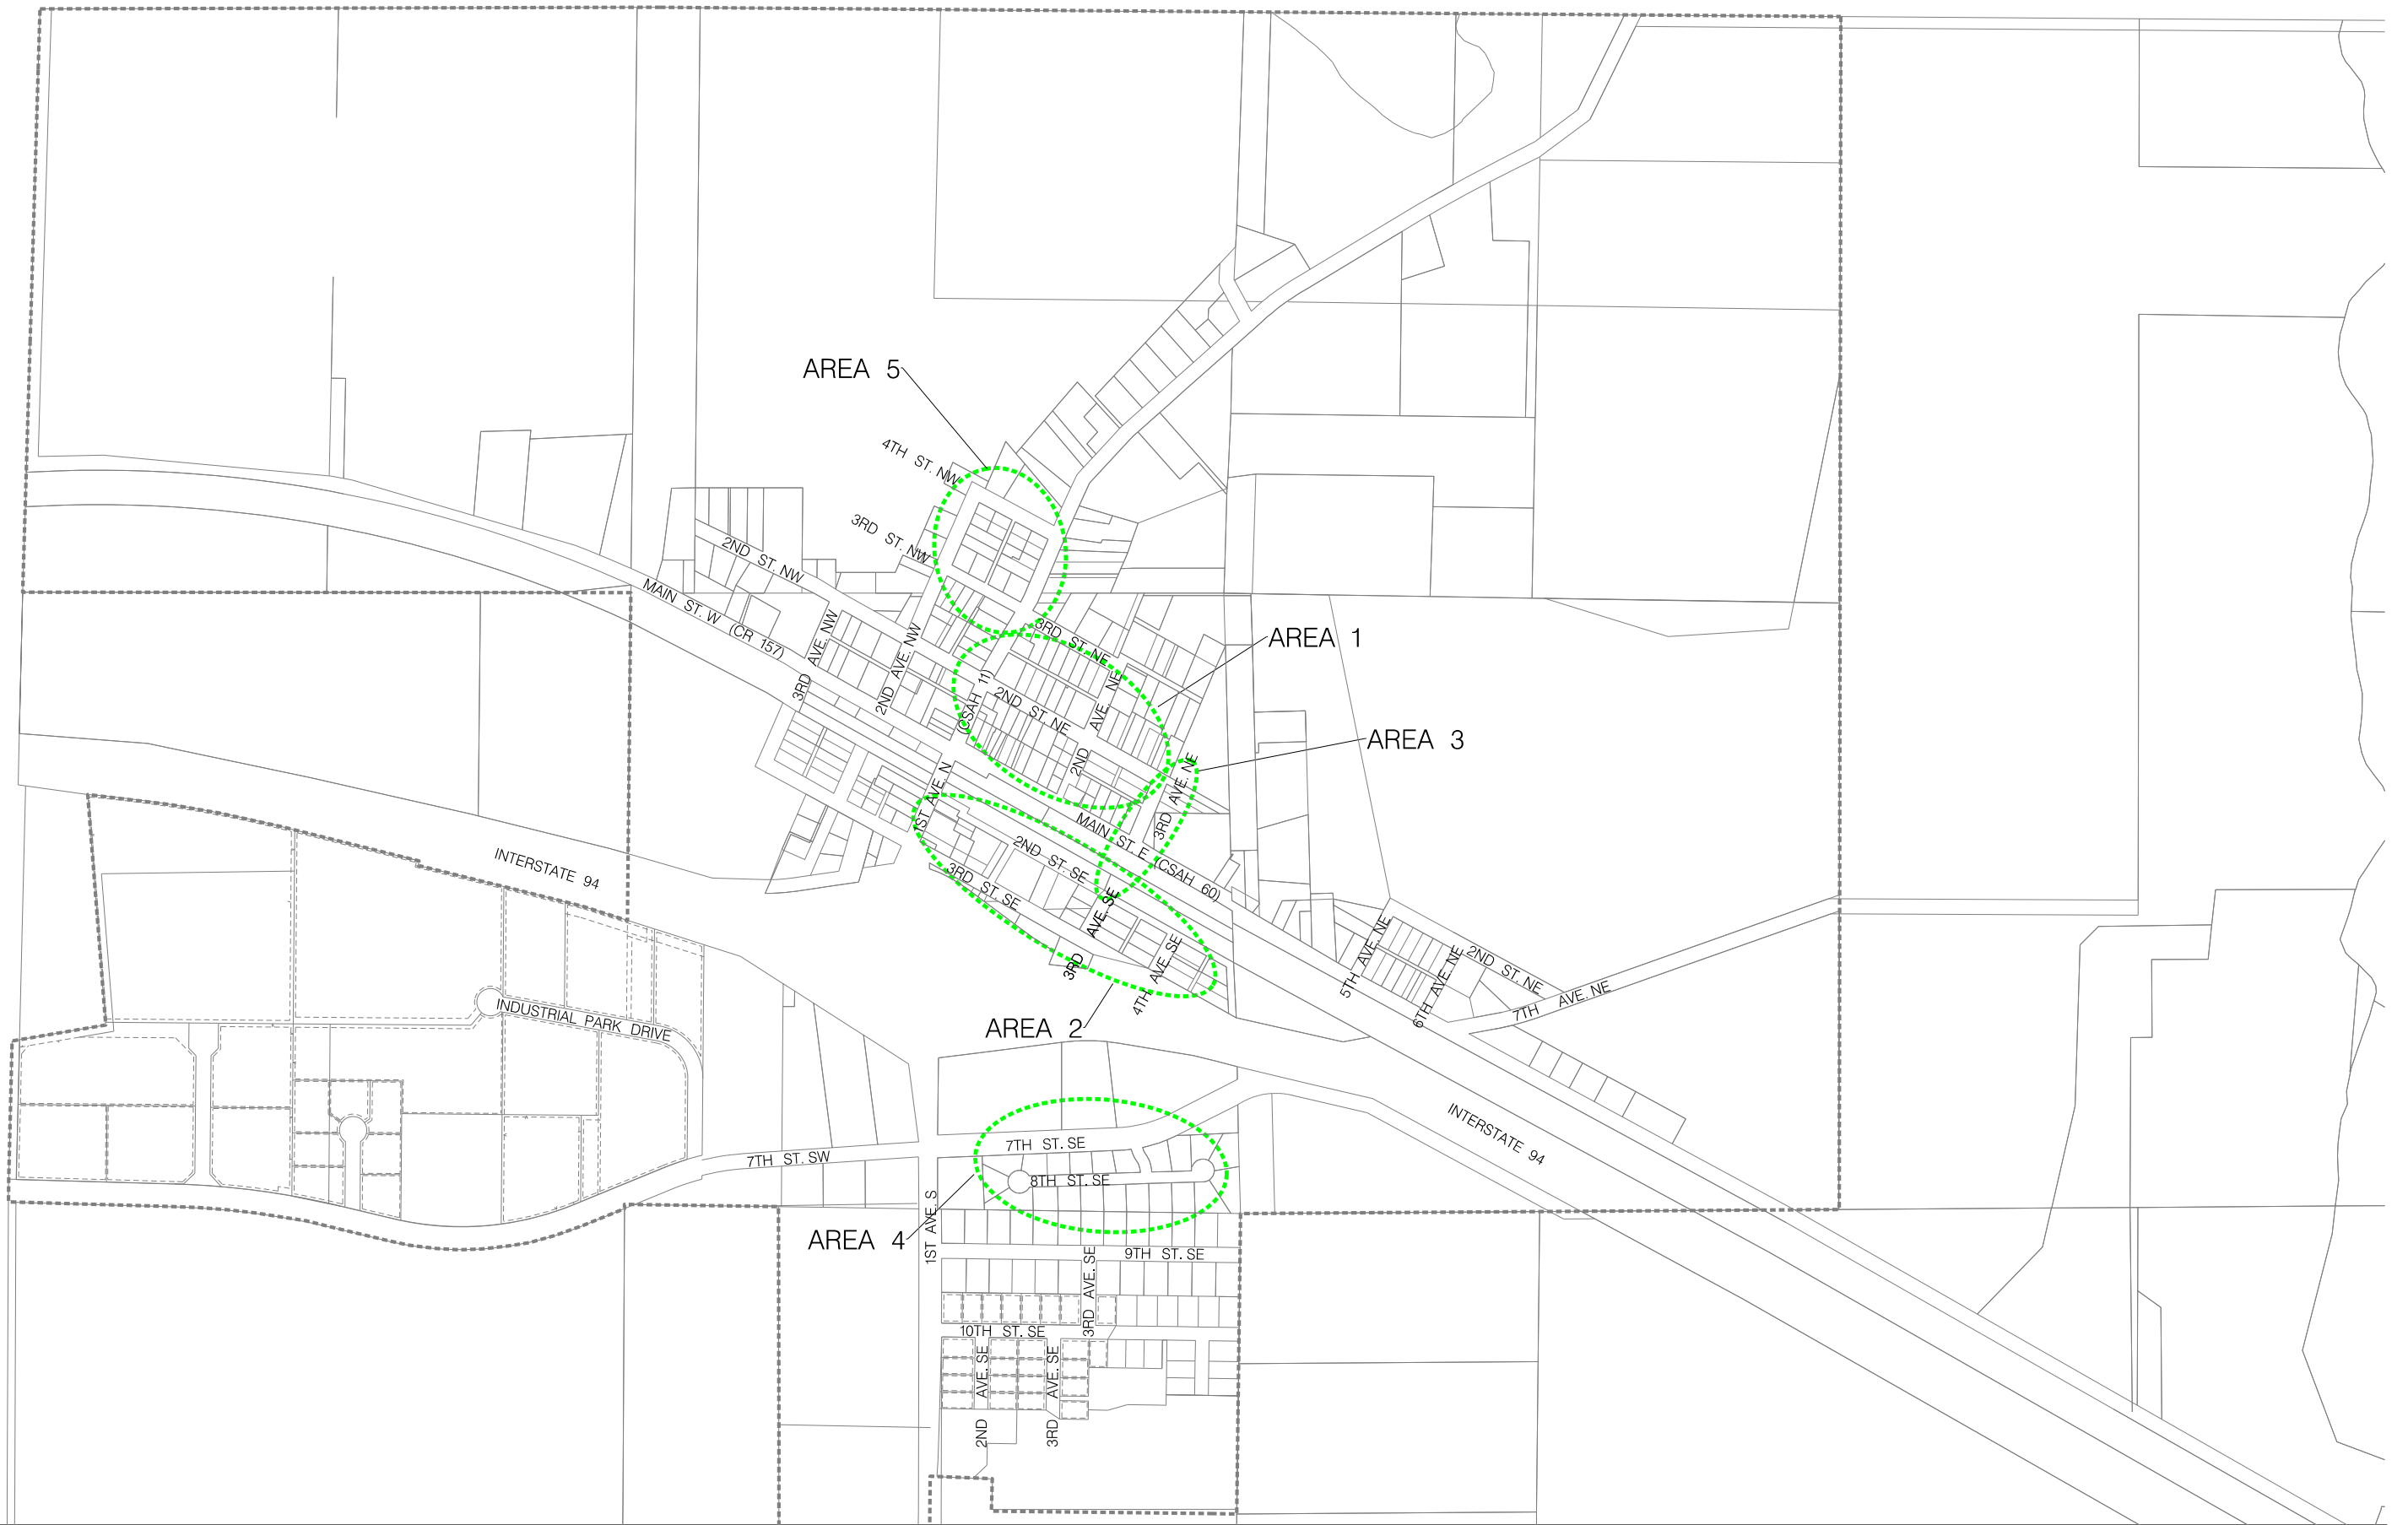 AREA 5
4TH ST. NW
3RD ST. NW
2ND ST. NW
MAIN ST. W (CR 157)
3RD AVE. NW
2ND AVE. NW
3RD ST. NE
AREA 1
(CSAH 11)
2ND ST. NE
2ND AVE. NE
AREA 3
1ST AVE N
3RD AVE. NE
MAIN ST. E (CSAH 60)
2ND ST. SE
3RD ST. SE
INTERSTATE 94
3RD AVE. SE
4TH AVE. SE
5TH AVE. NE
6TH AVE. NE
2ND ST. NE
7TH AVE. NE
INDUSTRIAL PARK DRIVE
AREA 2
INTERSTATE 94
7TH ST. SW
7TH ST. SE
8TH ST. SE
1ST AVE. S
AREA 4
9TH ST. SE
3RD AVE. SE
10TH ST. SE
2ND AVE. SE
3RD AVE. SE